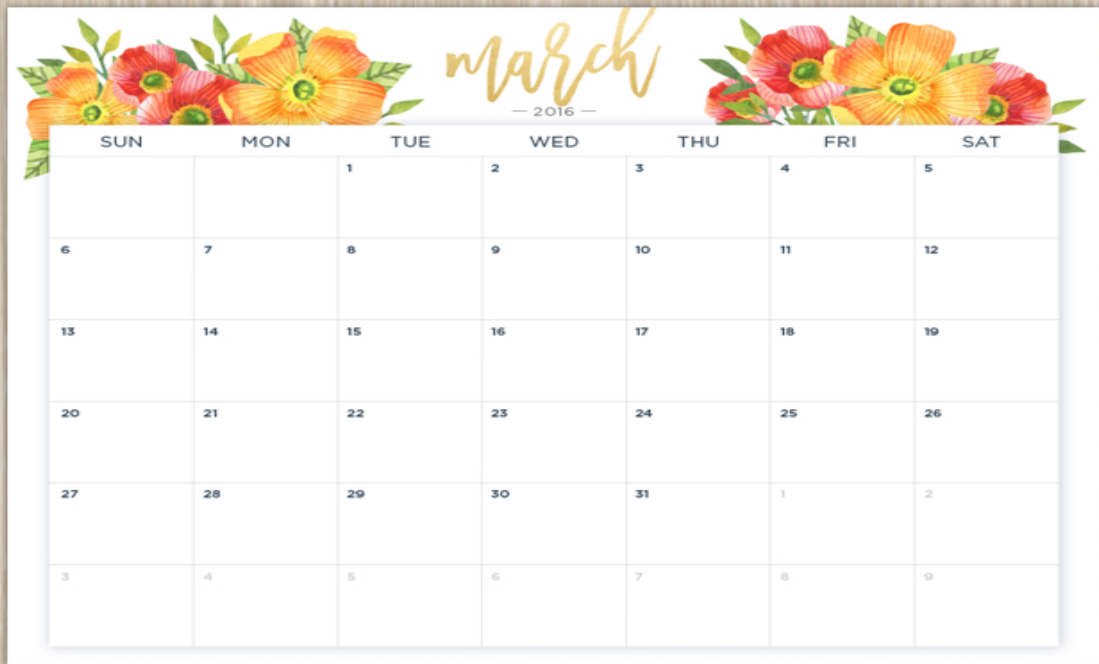 march
— 2016 —
SUN MON TUE WED THU FRI SAT
1 2 3 4 5
6 7 8 9 10 11 12
13 14 15 16 17 18 19
20 21 22 23 24 25 26
27 28 29 30 31 1 2
3 4 5 6 7 8 9